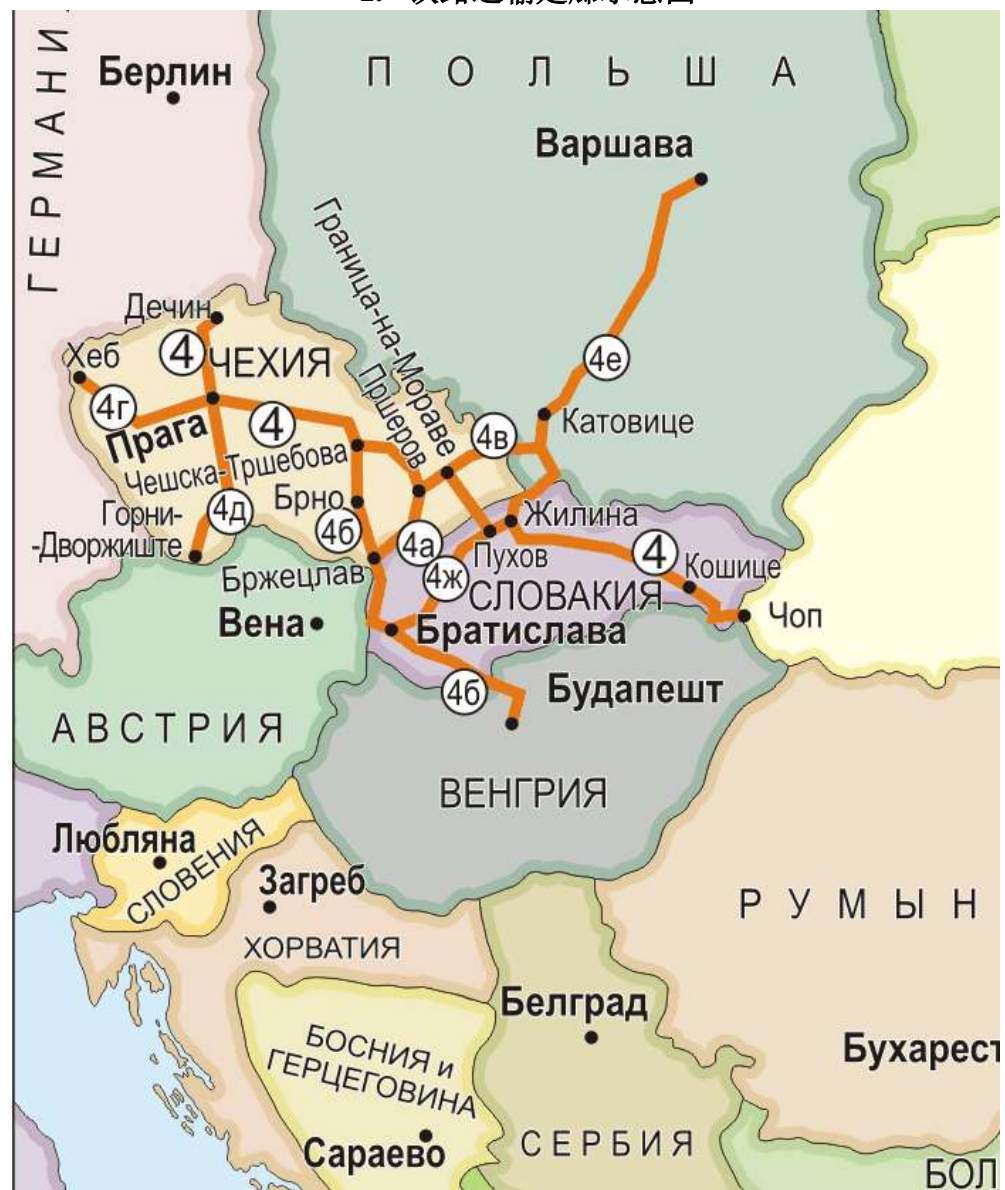 ГЕРМАНИ
Берлин
ПОЛЬША
Варшава
Граница-на-Мораве
Пршеров
Дечин
Хеб
4
ЧЕХИЯ
4е
4г
4
4в
Катовице
Прага
Чешска-Тршебова
4д
Брно
Горни-
-Дворжиште
4б
4а
Жилина
4
Пухов
Кошице
Бржецлав
4ж
СЛОВАКИЯ
Вена
Братислава
Чоп
4б
Будапешт
АВСТРИЯ
ВЕНГРИЯ
Любляна
СЛОВЕНИЯ
Загреб
РУМЫН
ХОРВАТИЯ
Белград
БОСНИЯ и
ГЕРЦЕГОВИНА
Бухарест
Сараево
СЕРБИЯ
БОЛ